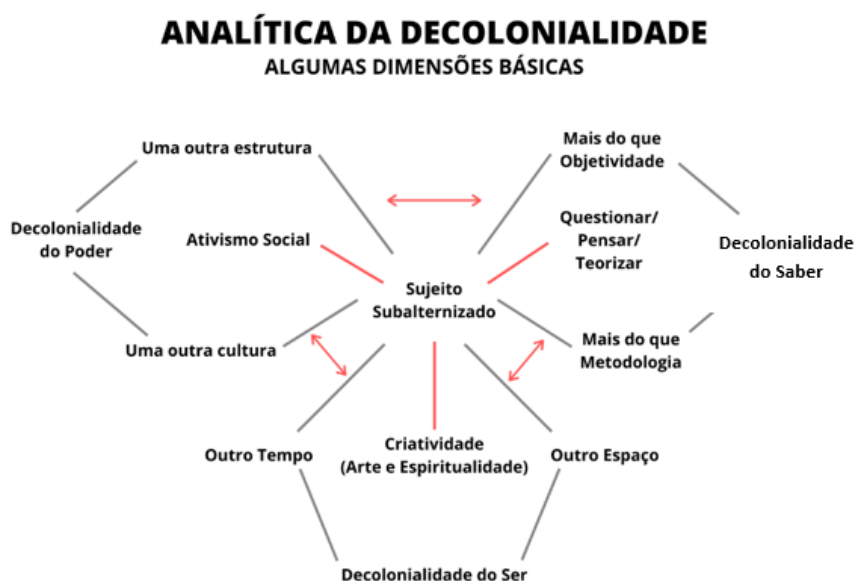 ANALÍTICA DA DECOLONIALIDADE
ALGUMAS DIMENSÕES BÁSICAS
Uma outra estrutura
Mais do que
Objetividade
Decolonialidade
do Poder
Ativismo Social
Questionar/
Pensar/
Teorizar
Decolonialidade
do Saber
Sujeito
Subalternizado
Uma outra cultura
Mais do que
Metodologia
Outro Tempo
Criatividade
(Arte e Espiritualidade)
Outro Espaço
Decolonialidade do Ser